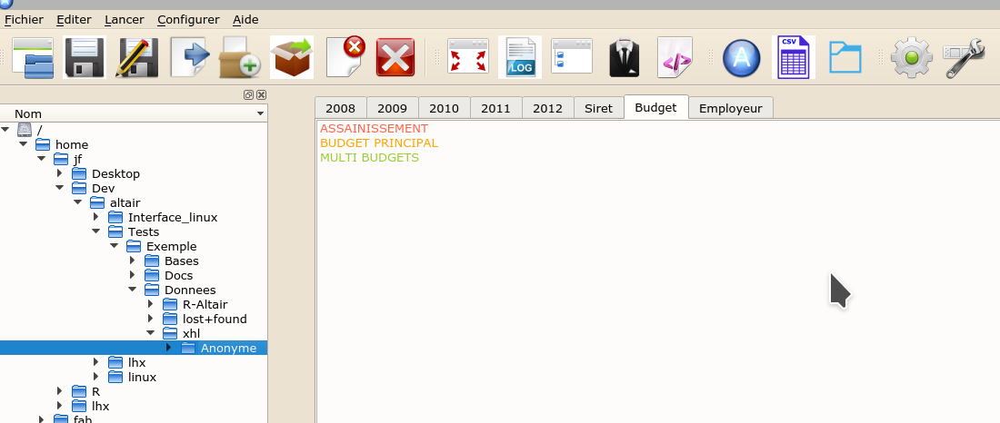 Fichier Editer Lancer Configurer Aide
/LOG
A
CSV
2008 2009 2010 2011 2012 Siret Budget Employeur
Nom
/
home
jf
Desktop
Dev
altair
Interface_linux
Tests
Exemple
Bases
Docs
Donnees
R-Altair
lost+found
xhl
Anonyme
lhx
linux
R
lhx
fab
ASSAINISSEMENT
BUDGET PRINCIPAL
MULTI BUDGETS